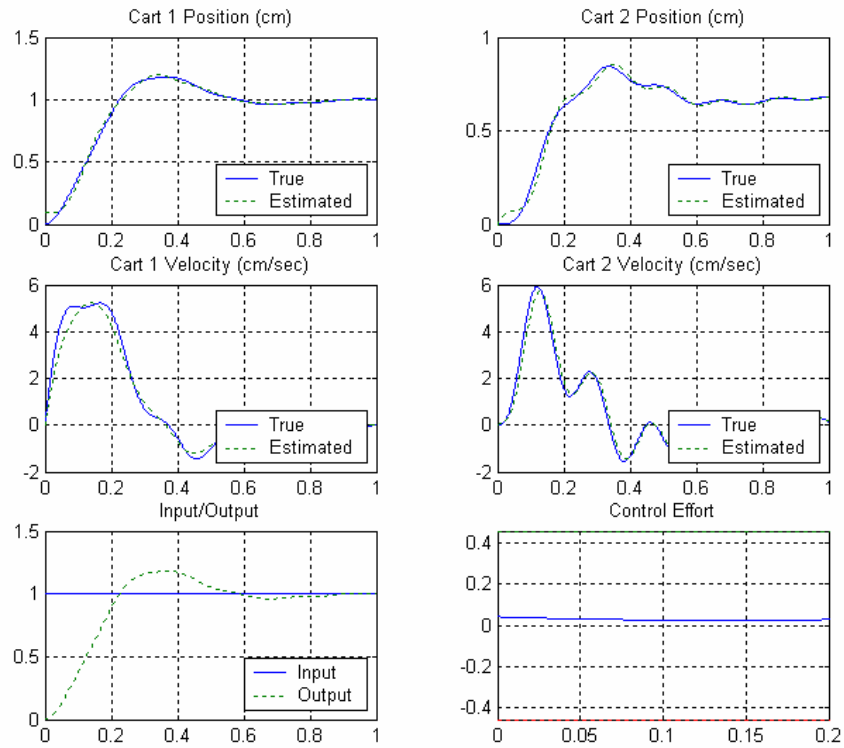 Cart 1 Position (cm)
1.5
1
0.5
0
0 0.2 0.4 0.6 0.8 1
True
Estimated
Cart 2 Position (cm)
1
0.5
0
0 0.2 0.4 0.6 0.8 1
True
Estimated
Cart 1 Velocity (cm/sec)
6
4
2
0
-2
0 0.2 0.4 0.6 0.8 1
True
Estimated
Cart 2 Velocity (cm/sec)
6
4
2
0
-2
0 0.2 0.4 0.6 0.8 1
True
Estimated
Input/Output
1.5
1
0.5
0
0 0.2 0.4 0.6 0.8 1
Input
Output
Control Effort
0.4
0.2
0
-0.2
-0.4
0 0.05 0.1 0.15 0.2